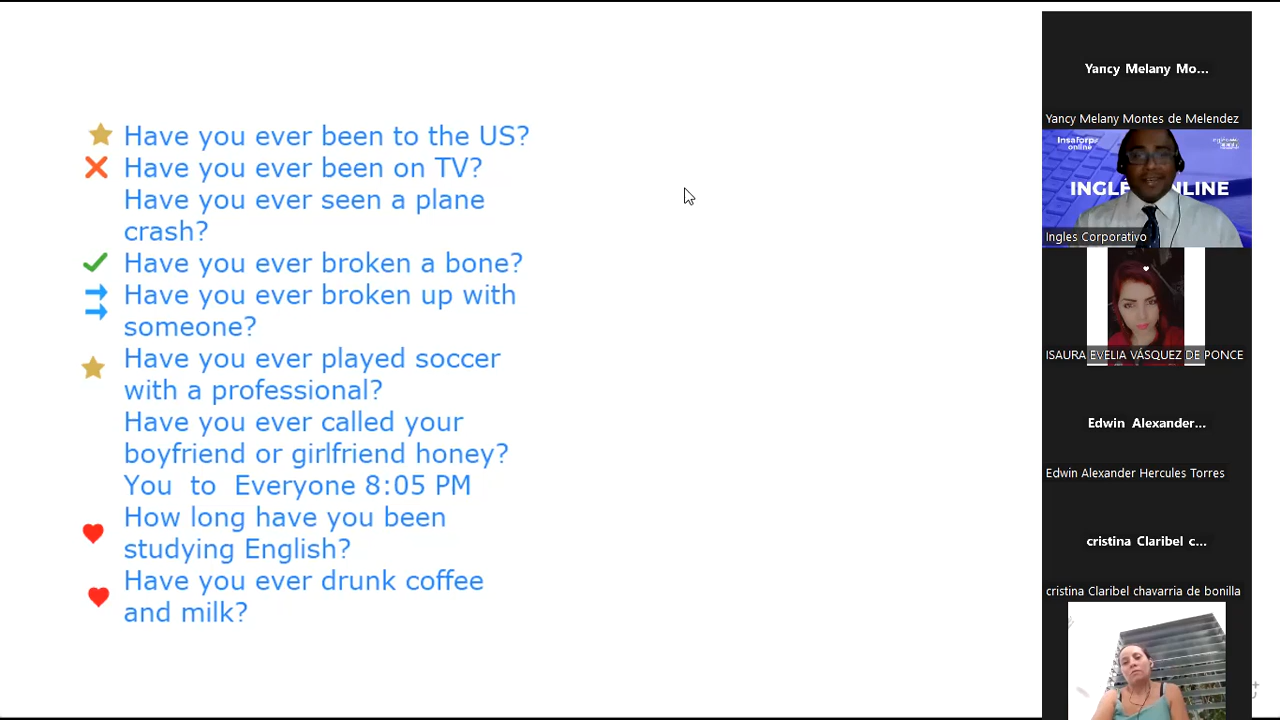 Have you ever been to the US?
Have you ever been on TV?
Have you ever seen a plane
crash?
Have you ever broken a bone?
Have you ever broken up with
someone?
Have you ever played soccer
with a professional?
Have you ever called your
boyfriend or girlfriend honey?
You to Everyone 8:05 PM
How long have you been
studying English?
Have you ever drunk coffee
and milk?
Yancy Melany Mo...
Yancy Melany Montes de Melendez
Insaforp
online
Ingles Corporativo
ISAURA EVELIA VÁSQUEZ DE PONCE
Edwin Alexander...
Edwin Alexander Hercules Torres
cristina Claribel c...
cristina Claribel chavarria de bonilla